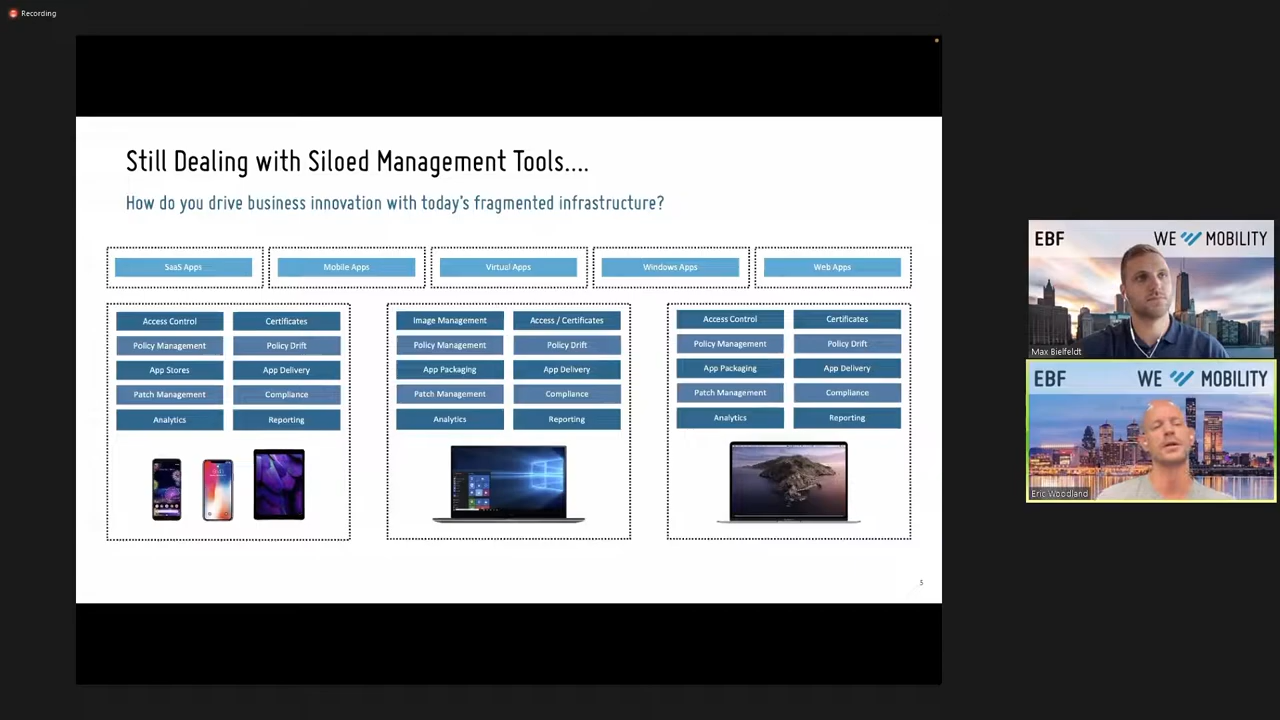 Recording
Still Dealing with Siloed Management Tools....
How do you drive business innovation with today's fragmented infrastructure?
SaaS Apps
Mobile Apps
Virtual Apps
Windows Apps
Web Apps
Access Control
Certificates
Policy Management
Policy Drift
App Stores
App Delivery
Patch Management
Compliance
Analytics
Reporting
Image Management
Access / Certificates
Policy Management
Policy Drift
App Packaging
App Delivery
Patch Management
Compliance
Analytics
Reporting
Access Control
Certificates
Policy Management
Policy Drift
App Packaging
App Delivery
Patch Management
Compliance
Analytics
Reporting
EBF
WE MOBILITY
Max Bielfeldt
EBF
WE MOBILITY
Eric Woodland